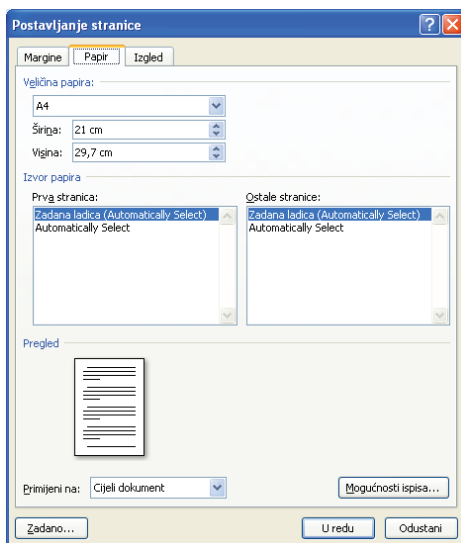 Postavljanje stranice
Margine Papir Izgled
Veličina papira:
A4
Širina: 21 cm
Visina: 29,7 cm
Izvor papira
Prva stranica: Ostale stranice:
Zadana ladica (Automatically Select) Zadana ladica (Automatically Select)
Automatically Select Automatically Select
Pregled
Primijeni na: Cijeli dokument Mogućnosti ispisa...
Zadano... U redu Odustani